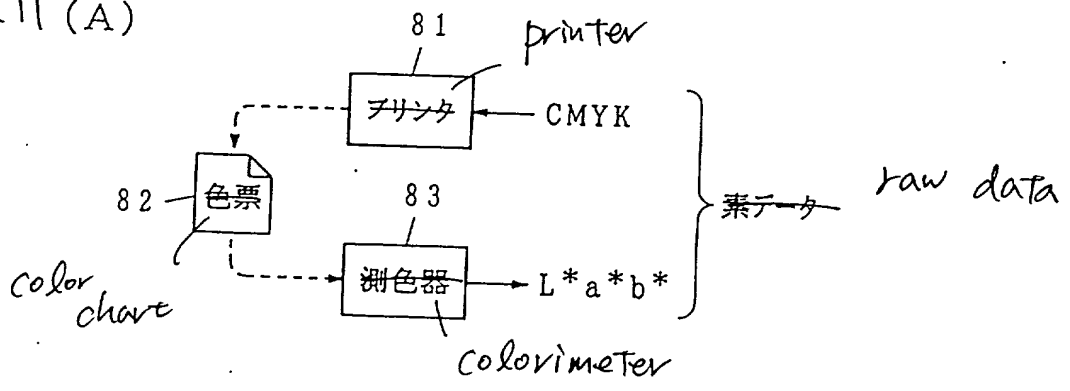 11 (A)
81
printer
プリンタ
CMYK
82
色票
83
素データ
raw data
測色器
L*a*b*
color
chart
colorimeter